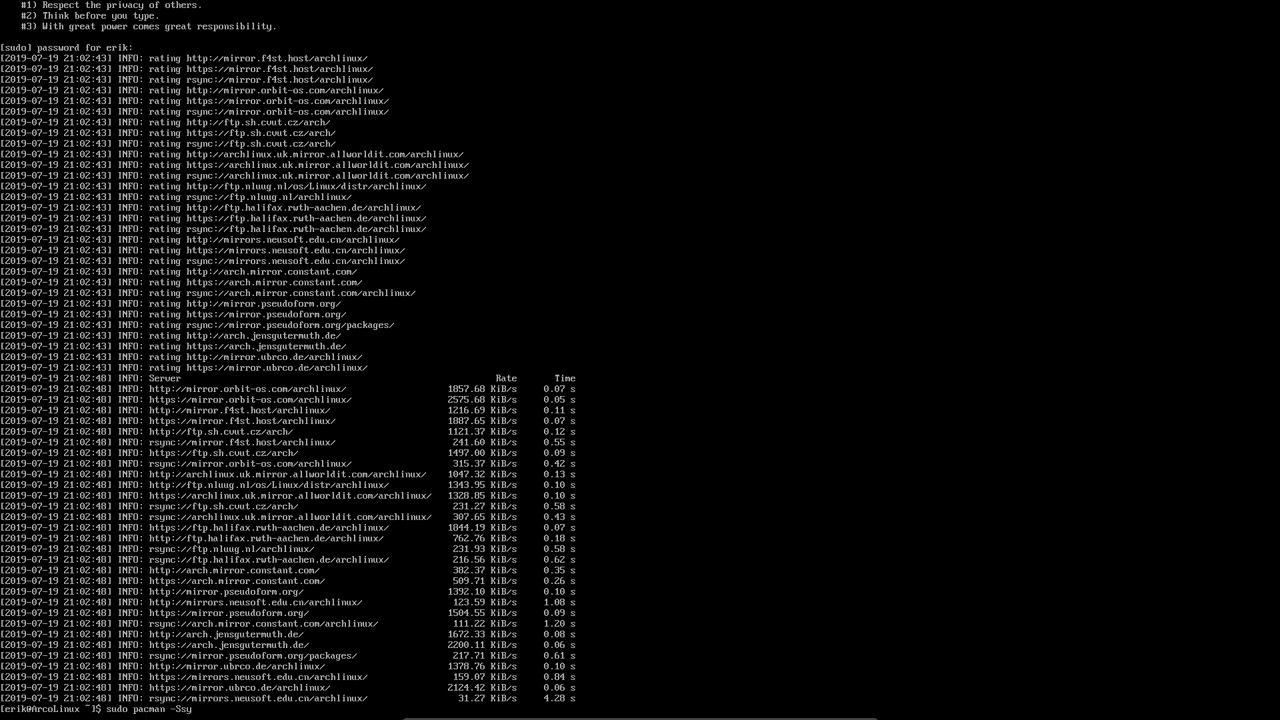 #1) Respect the privacy of others.
#2) Think before you type.
#3) With great power comes great responsibility.
[sudo] password for erik:
[2019-07-19 21:02:43] INFO: rating http://mirror.f4st.host/archlinux/
[2019-07-19 21:02:43] INFO: rating https://mirror.f4st.host/archlinux/
[2019-07-19 21:02:43] INFO: rating rsync://mirror.f4st.host/archlinux/
[2019-07-19 21:02:43] INFO: rating http://mirror.orbit-os.com/archlinux/
[2019-07-19 21:02:43] INFO: rating https://mirror.orbit-os.com/archlinux/
[2019-07-19 21:02:43] INFO: rating rsync://mirror.orbit-os.com/archlinux/
[2019-07-19 21:02:43] INFO: rating http://ftp.sh.cvut.cz/arch/
[2019-07-19 21:02:43] INFO: rating https://ftp.sh.cvut.cz/arch/
[2019-07-19 21:02:43] INFO: rating rsync://ftp.sh.cvut.cz/arch/
[2019-07-19 21:02:43] INFO: rating http://archlinux.uk.mirror.allworldit.com/archlinux/
[2019-07-19 21:02:43] INFO: rating https://archlinux.uk.mirror.allworldit.com/archlinux/
[2019-07-19 21:02:43] INFO: rating rsync://archlinux.uk.mirror.allworldit.com/archlinux/
[2019-07-19 21:02:43] INFO: rating http://ftp.nluug.nl/os/Linux/distr/archlinux/
[2019-07-19 21:02:43] INFO: rating rsync://ftp.nluug.nl/archlinux/
[2019-07-19 21:02:43] INFO: rating http://ftp.halifax.rwth-aachen.de/archlinux/
[2019-07-19 21:02:43] INFO: rating https://ftp.halifax.rwth-aachen.de/archlinux/
[2019-07-19 21:02:43] INFO: rating rsync://ftp.halifax.rwth-aachen.de/archlinux/
[2019-07-19 21:02:43] INFO: rating http://mirrors.neusoft.edu.cn/archlinux/
[2019-07-19 21:02:43] INFO: rating https://mirrors.neusoft.edu.cn/archlinux/
[2019-07-19 21:02:43] INFO: rating rsync://mirrors.neusoft.edu.cn/archlinux/
[2019-07-19 21:02:43] INFO: rating http://arch.mirror.constant.com/
[2019-07-19 21:02:43] INFO: rating https://arch.mirror.constant.com/
[2019-07-19 21:02:43] INFO: rating rsync://arch.mirror.constant.com/archlinux/
[2019-07-19 21:02:43] INFO: rating http://mirror.pseudoform.org/
[2019-07-19 21:02:43] INFO: rating https://mirror.pseudoform.org/
[2019-07-19 21:02:43] INFO: rating rsync://mirror.pseudoform.org/packages/
[2019-07-19 21:02:43] INFO: rating http://arch.jensgutermuth.de/
[2019-07-19 21:02:43] INFO: rating https://arch.jensgutermuth.de/
[2019-07-19 21:02:43] INFO: rating http://mirror.ubrco.de/archlinux/
[2019-07-19 21:02:43] INFO: rating https://mirror.ubrco.de/archlinux/
[2019-07-19 21:02:48] INFO: Server Rate Time
[2019-07-19 21:02:48] INFO: http://mirror.orbit-os.com/archlinux/ 1857.68 KiB/s 0.07 s
[2019-07-19 21:02:48] INFO: https://mirror.orbit-os.com/archlinux/ 2575.68 KiB/s 0.05 s
[2019-07-19 21:02:48] INFO: http://mirror.f4st.host/archlinux/ 1216.69 KiB/s 0.11 s
[2019-07-19 21:02:48] INFO: https://mirror.f4st.host/archlinux/ 1887.65 KiB/s 0.07 s
[2019-07-19 21:02:48] INFO: http://ftp.sh.cvut.cz/arch/ 1121.37 KiB/s 0.12 s
[2019-07-19 21:02:48] INFO: rsync://mirror.f4st.host/archlinux/ 241.60 KiB/s 0.55 s
[2019-07-19 21:02:48] INFO: https://ftp.sh.cvut.cz/arch/ 1497.00 KiB/s 0.09 s
[2019-07-19 21:02:48] INFO: rsync://mirror.orbit-os.com/archlinux/ 315.37 KiB/s 0.42 s
[2019-07-19 21:02:48] INFO: http://archlinux.uk.mirror.allworldit.com/archlinux/ 1047.32 KiB/s 0.13 s
[2019-07-19 21:02:48] INFO: http://ftp.nluug.nl/os/Linux/distr/archlinux/ 1343.95 KiB/s 0.10 s
[2019-07-19 21:02:48] INFO: https://archlinux.uk.mirror.allworldit.com/archlinux/ 1328.85 KiB/s 0.10 s
[2019-07-19 21:02:48] INFO: rsync://ftp.sh.cvut.cz/arch/ 231.27 KiB/s 0.58 s
[2019-07-19 21:02:48] INFO: rsync://archlinux.uk.mirror.allworldit.com/archlinux/ 307.65 KiB/s 0.43 s
[2019-07-19 21:02:48] INFO: https://ftp.halifax.rwth-aachen.de/archlinux/ 1844.19 KiB/s 0.07 s
[2019-07-19 21:02:48] INFO: http://ftp.halifax.rwth-aachen.de/archlinux/ 762.76 KiB/s 0.18 s
[2019-07-19 21:02:48] INFO: rsync://ftp.nluug.nl/archlinux/ 231.93 KiB/s 0.58 s
[2019-07-19 21:02:48] INFO: rsync://ftp.halifax.rwth-aachen.de/archlinux/ 216.56 KiB/s 0.62 s
[2019-07-19 21:02:48] INFO: http://arch.mirror.constant.com/ 382.37 KiB/s 0.35 s
[2019-07-19 21:02:48] INFO: https://arch.mirror.constant.com/ 509.71 KiB/s 0.26 s
[2019-07-19 21:02:48] INFO: http://mirror.pseudoform.org/ 1392.10 KiB/s 0.10 s
[2019-07-19 21:02:48] INFO: http://mirrors.neusoft.edu.cn/archlinux/ 123.59 KiB/s 1.08 s
[2019-07-19 21:02:48] INFO: https://mirror.pseudoform.org/ 1504.55 KiB/s 0.09 s
[2019-07-19 21:02:48] INFO: rsync://arch.mirror.constant.com/archlinux/ 111.22 KiB/s 1.20 s
[2019-07-19 21:02:48] INFO: http://arch.jensgutermuth.de/ 1672.33 KiB/s 0.08 s
[2019-07-19 21:02:48] INFO: https://arch.jensgutermuth.de/ 2200.11 KiB/s 0.06 s
[2019-07-19 21:02:48] INFO: rsync://mirror.pseudoform.org/packages/ 217.71 KiB/s 0.61 s
[2019-07-19 21:02:48] INFO: http://mirror.ubrco.de/archlinux/ 1378.76 KiB/s 0.10 s
[2019-07-19 21:02:48] INFO: https://mirrors.neusoft.edu.cn/archlinux/ 159.07 KiB/s 0.84 s
[2019-07-19 21:02:48] INFO: https://mirror.ubrco.de/archlinux/ 2124.42 KiB/s 0.06 s
[2019-07-19 21:02:48] INFO: rsync://mirrors.neusoft.edu.cn/archlinux/ 31.27 KiB/s 4.28 s
[erik@ArcoLinux ~]$ sudo pacman -Ssy